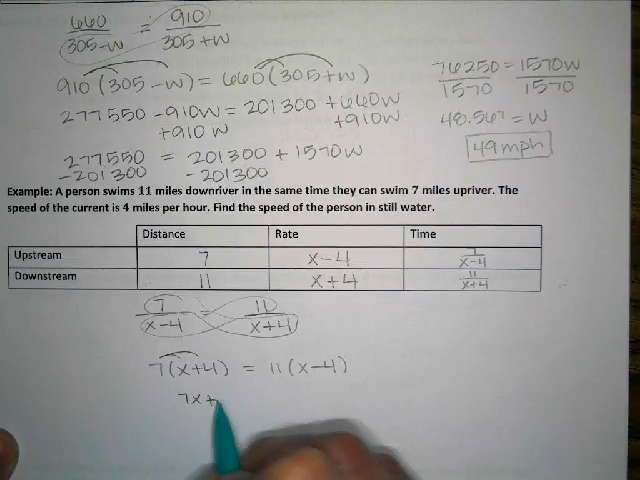 660 = 910
305-w 305+w
910(305-w) = 660(305+w)
277550 - 910w = 201300 + 660w
+910w +910w
277550 = 201300 + 1570w
-201300 -201300
76250 = 1570w
1570 1570
48.567 = w
49mph
Example: A person swims 11 miles downriver in the same time they can swim 7 miles upriver. The
speed of the current is 4 miles per hour. Find the speed of the person in still water.
Distance Rate Time
Upstream 7 x-4 7/x-4
Downstream 11 x+4 11/x+4
7 = 11
x-4 x+4
7(x+4) = 11(x-4)
7x+